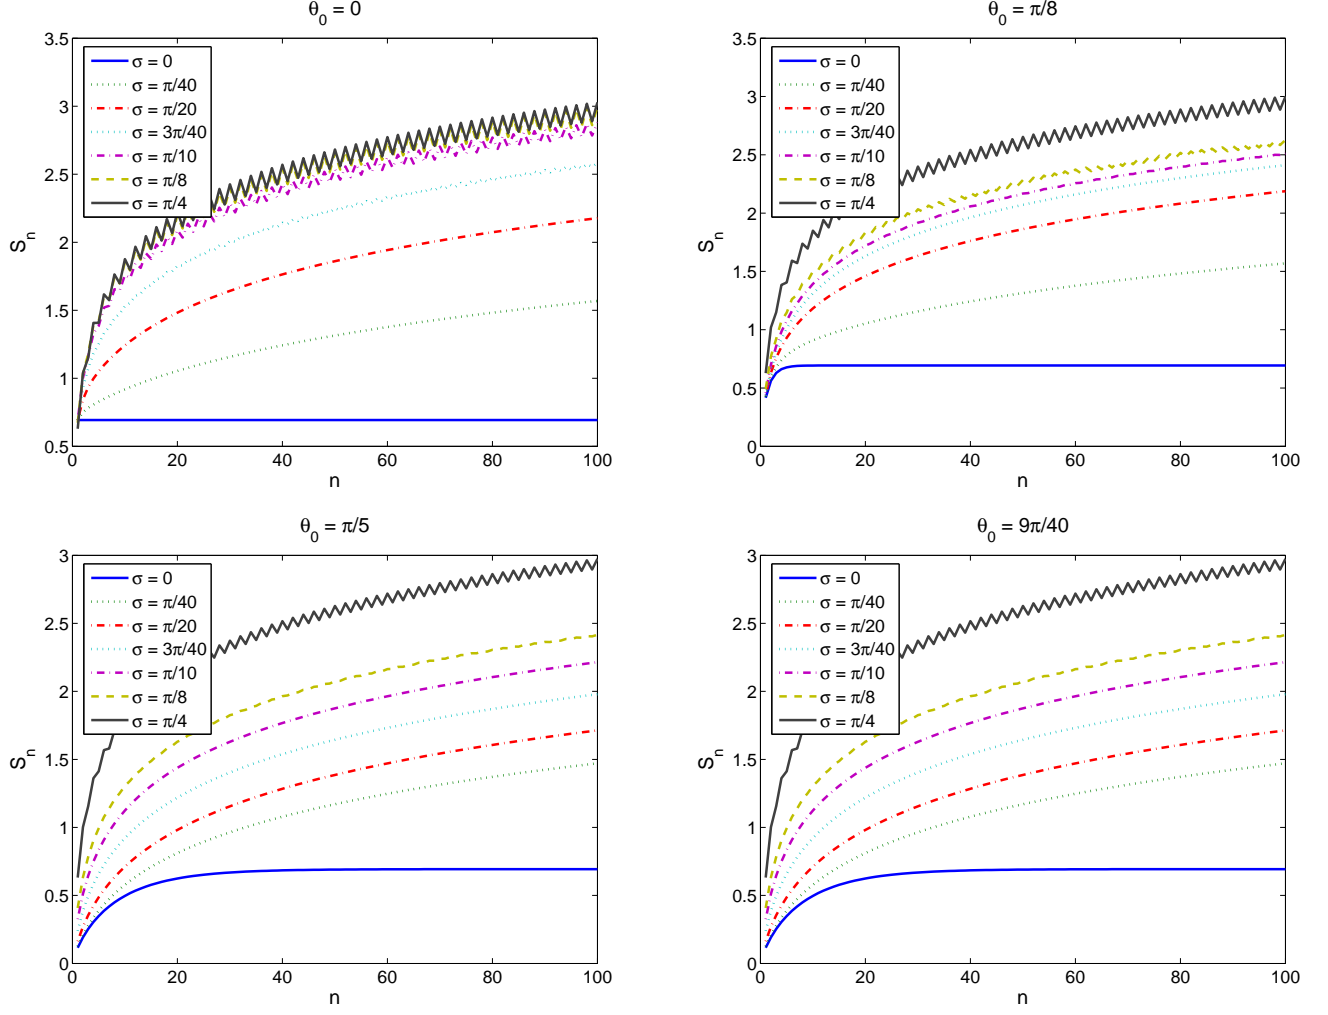 θ0 = 0
3.5
3
2.5
2
1.5
1
0.5
Sn
σ = 0
σ = π/40
σ = π/20
σ = 3π/40
σ = π/10
σ = π/8
σ = π/4
0 20 40 60 80 100
n
θ0 = π/8
3.5
3
2.5
2
1.5
1
0.5
0
Sn
σ = 0
σ = π/40
σ = π/20
σ = 3π/40
σ = π/10
σ = π/8
σ = π/4
0 20 40 60 80 100
n
θ0 = π/5
3
2.5
2
1.5
1
0.5
0
Sn
σ = 0
σ = π/40
σ = π/20
σ = 3π/40
σ = π/10
σ = π/8
σ = π/4
0 20 40 60 80 100
n
θ0 = 9π/40
3
2.5
2
1.5
1
0.5
0
Sn
σ = 0
σ = π/40
σ = π/20
σ = 3π/40
σ = π/10
σ = π/8
σ = π/4
0 20 40 60 80 100
n